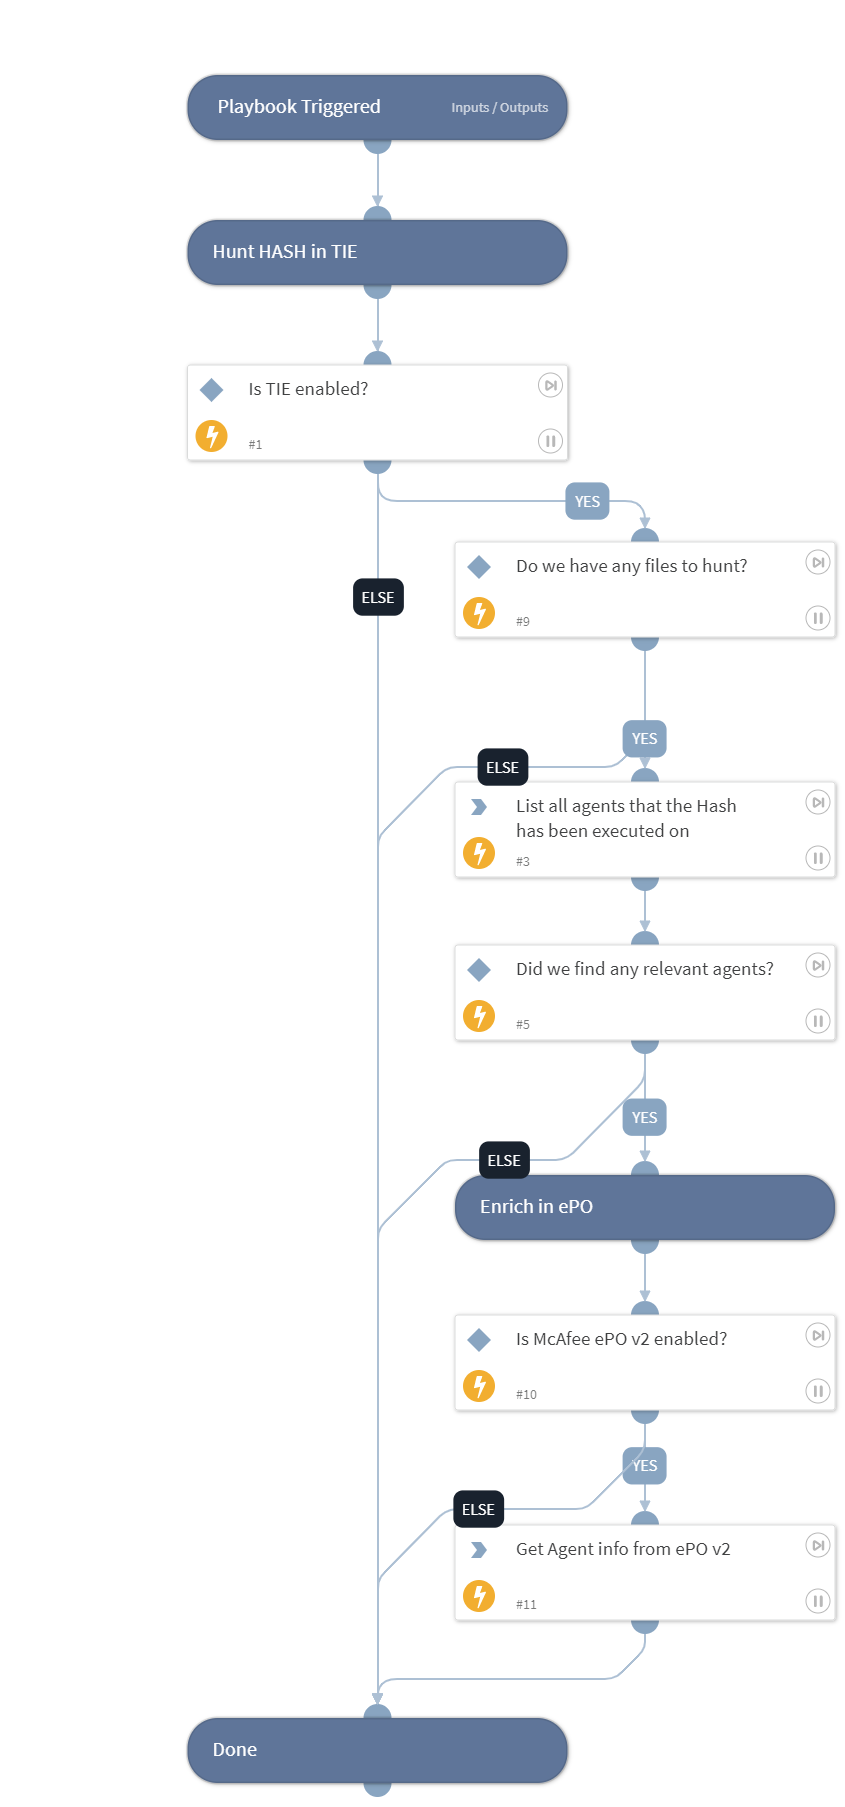 Playbook Triggered
Inputs / Outputs
Hunt HASH in TIE
Is TIE enabled?
#1
YES
Do we have any files to hunt?
#9
ELSE
YES
ELSE
List all agents that the Hash
has been executed on
#3
Did we find any relevant agents?
#5
YES
ELSE
Enrich in ePO
Is McAfee ePO v2 enabled?
#10
YES
ELSE
Get Agent info from ePO v2
#11
Done